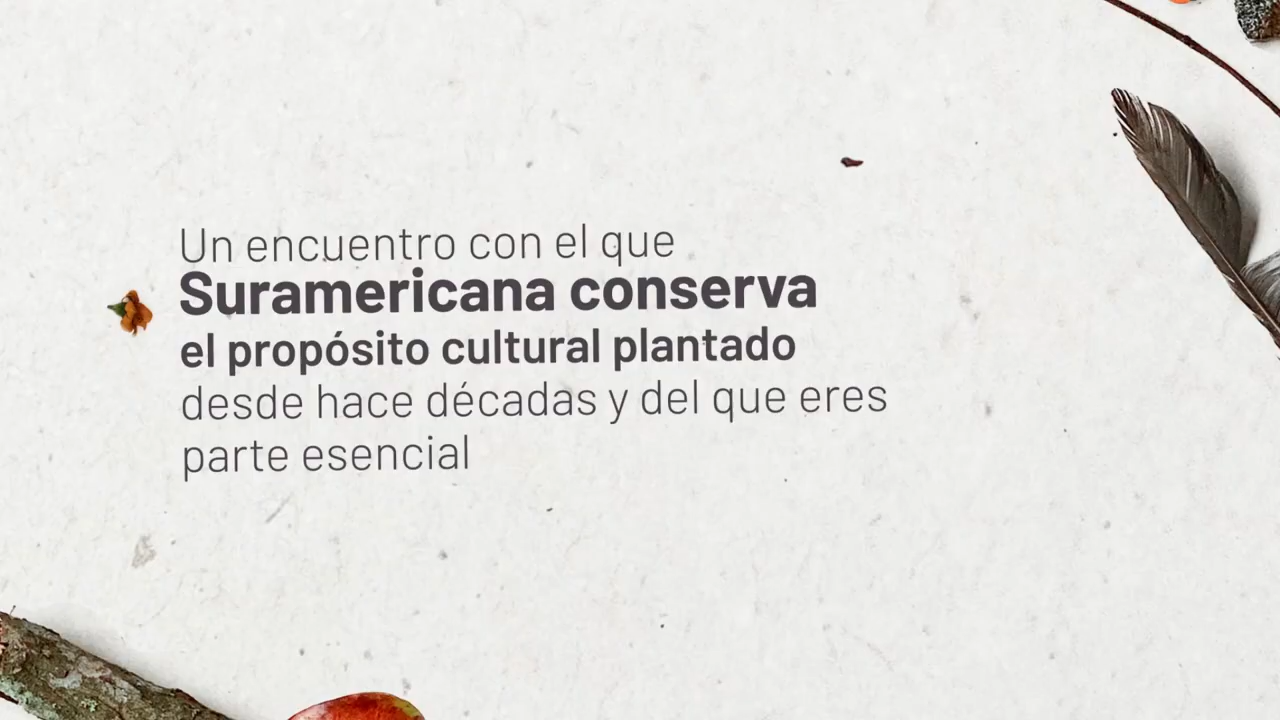 Un encuentro con el que
Suramericana conserva
el propósito cultural plantado
desde hace décadas y del que eres
parte esencial